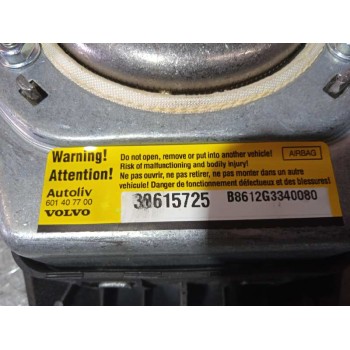 Warning!
Attention!
Autoliv
601 40 77 00
VOLVO
Do not open, remove or put into another vehicle!
Risk of malfunctioning and bodily injury!
Ne pas ouvrir, ne pas retirer, ne pas monter dans un autre
vehicule! Danger de fonctionnement défectueux et des blessures!
AIRBAG
30615725
B8612G3340080